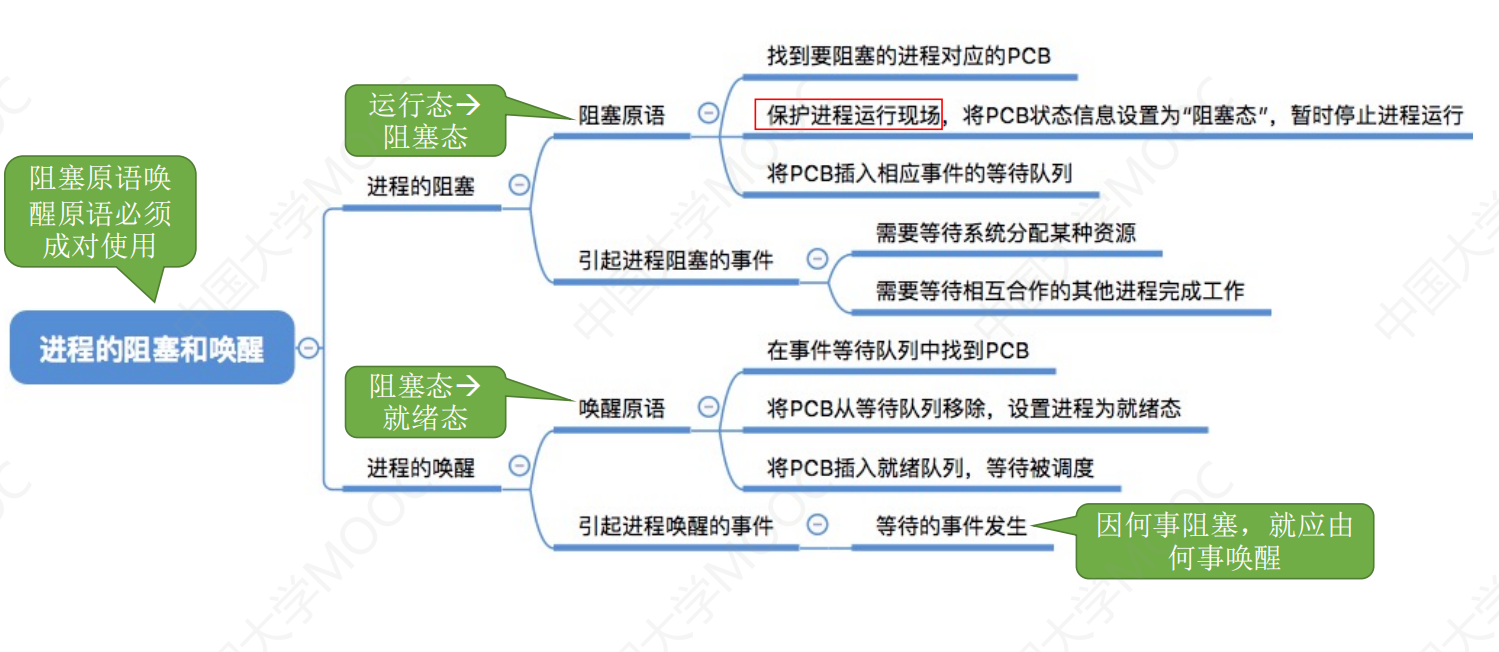 找到要阻塞的进程对应的PCB
运行态→
阻塞态
阻塞原语
保护进程运行现场，将PCB状态信息设置为“阻塞态”，暂时停止进程运行
将PCB插入相应事件的等待队列
进程的阻塞
阻塞原语唤
醒原语必须
成对使用
引起进程阻塞的事件
需要等待系统分配某种资源
需要等待相互合作的其他进程完成工作
进程的阻塞和唤醒
在事件等待队列中找到PCB
阻塞态→
就绪态
唤醒原语
将PCB从等待队列移除，设置进程为就绪态
将PCB插入就绪队列，等待被调度
进程的唤醒
引起进程唤醒的事件
等待的事件发生
因何事阻塞，就应由
何事唤醒
中国大学MOOC